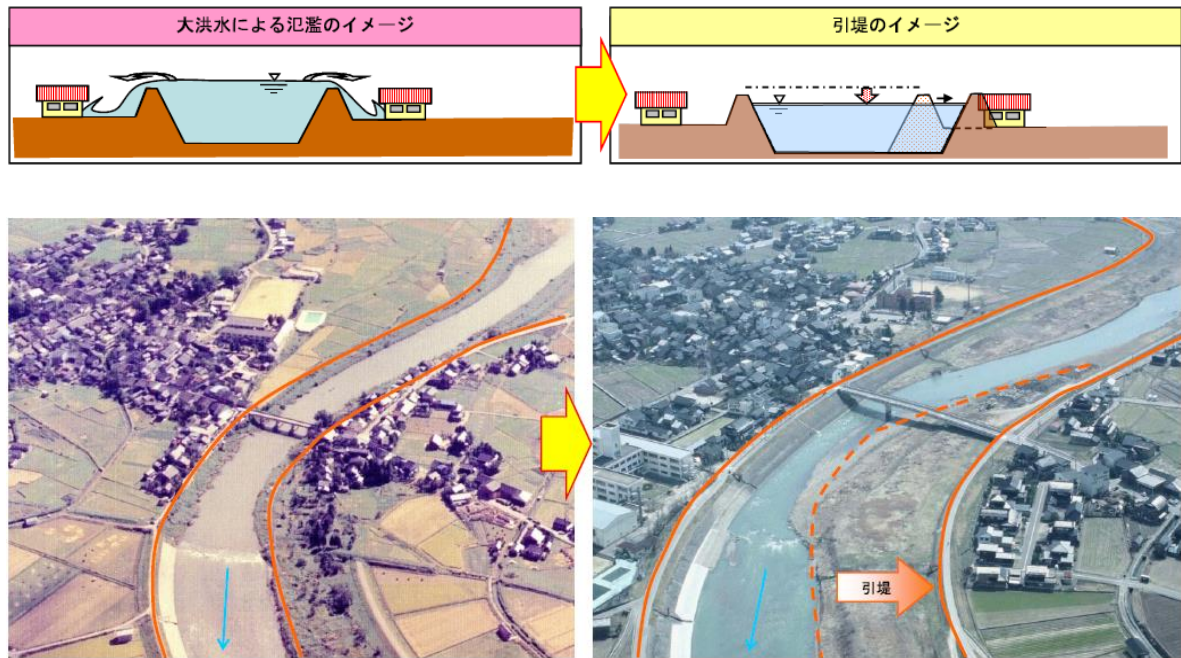 大洪水による氾濫のイメージ
引堤のイメージ
引堤